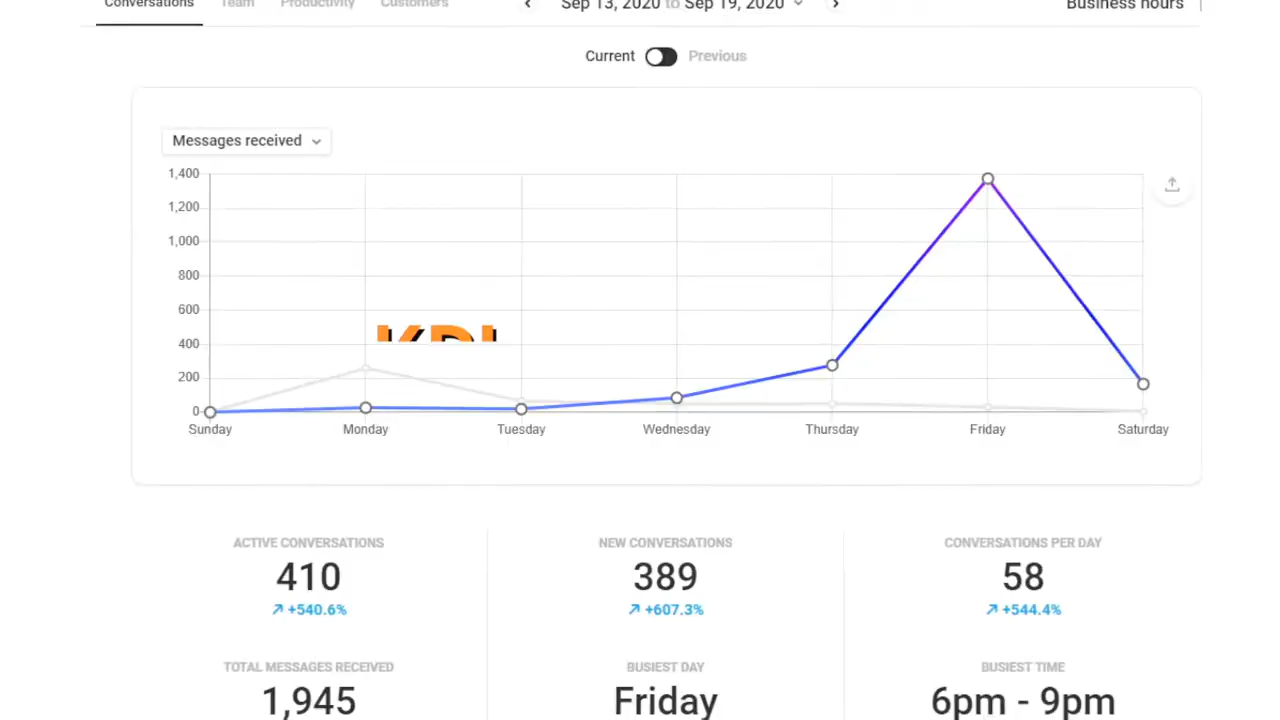 Conversations Team Productivity Customers Sep 13, 2020 to Sep 19, 2020 Business hours
Current Previous
Messages received
1,400
1,200
1,000
800
600
400
200
0
Sunday Monday Tuesday Wednesday Thursday Friday Saturday
ACTIVE CONVERSATIONS NEW CONVERSATIONS CONVERSATIONS PER DAY
410 389 58
+540.6% +607.3% +544.4%
TOTAL MESSAGES RECEIVED BUSIEST DAY BUSIEST TIME
1,945 Friday 6pm - 9pm